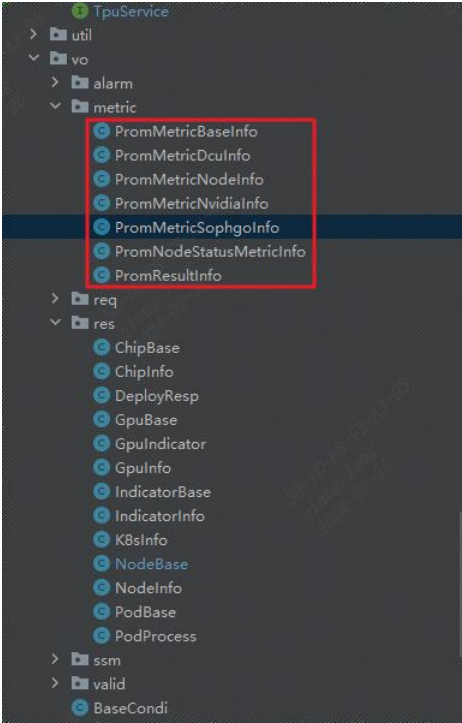 TpuService
util
vo
alarm
metric
PromMetricBaseInfo
PromMetricDcuInfo
PromMetricNodeInfo
PromMetricNvidiaInfo
PromMetricSophgoInfo
PromNodeStatusMetricInfo
PromResultInfo
req
res
ChipBase
ChipInfo
DeployResp
GpuBase
GpuIndicator
GpuInfo
IndicatorBase
IndicatorInfo
K8sInfo
NodeBase
NodeInfo
PodBase
PodProcess
ssm
valid
BaseCondi